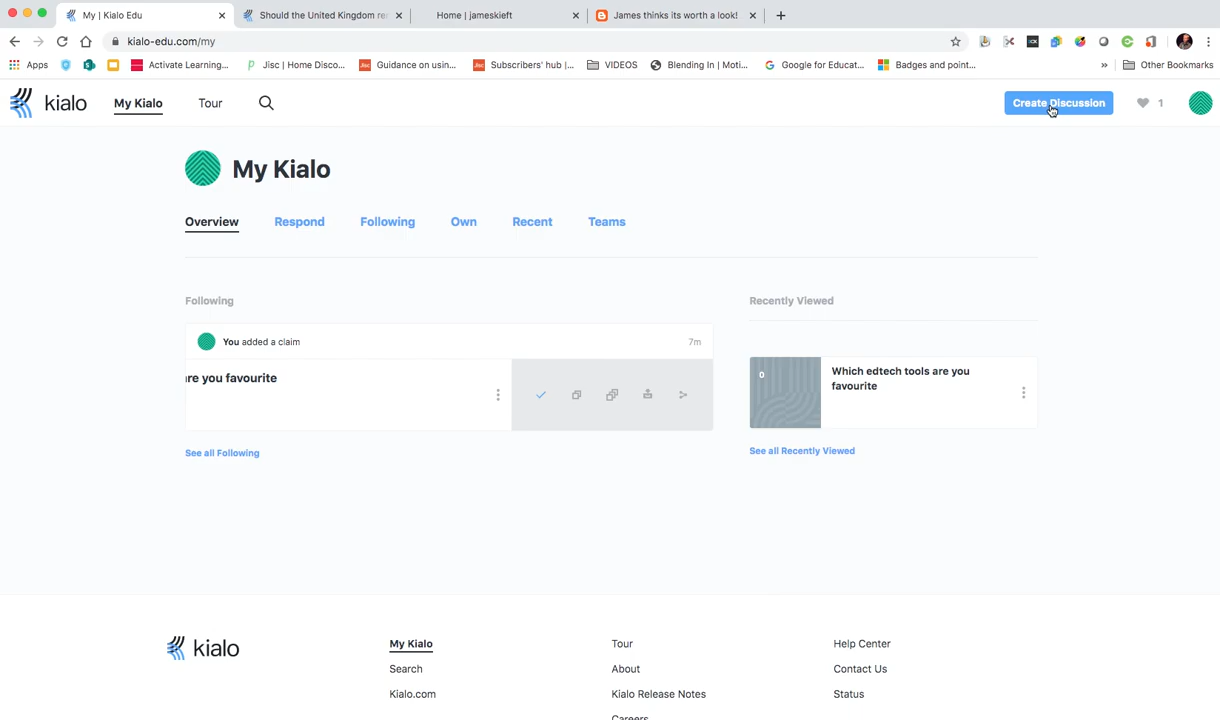 My | Kialo Edu
Should the United Kingdom re
Home | jameskieft
James thinks its worth a look!
kialo-edu.com/my
Apps
Activate Learning...
Jisc | Home Disco...
Guidance on usin...
Subscribers' hub |...
VIDEOS
Blending In | Moti...
Google for Educat...
Badges and point...
»
Other Bookmarks
kialo
My Kialo
Tour
Create Discussion
1
My Kialo
Overview
Respond
Following
Own
Recent
Teams
Following
Recently Viewed
You added a claim
7m
re you favourite
0
Which edtech tools are you
favourite
See all Following
See all Recently Viewed
kialo
My Kialo
Tour
Help Center
Search
About
Contact Us
Kialo.com
Kialo Release Notes
Status
Careers